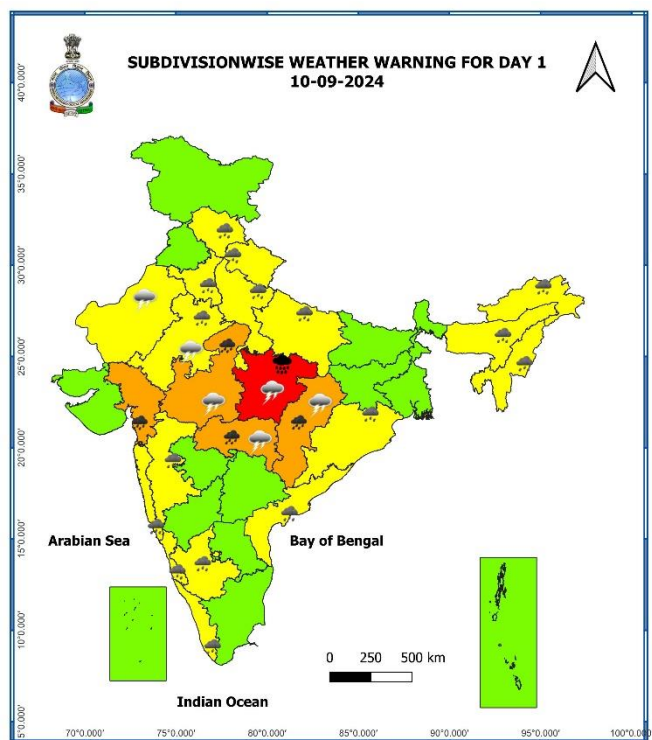 SUBDIVISIONWISE WEATHER WARNING FOR DAY 1
10-09-2024
40°0.000'
35°0.000'
30°0.000'
25°0.000'
20°0.000'
15°0.000'
10°0.000'
5°0.000'
Arabian Sea
Bay of Bengal
0 250 500 km
Indian Ocean
70°0.000' 75°0.000' 80°0.000' 85°0.000' 90°0.000' 95°0.000' 100°0.000'